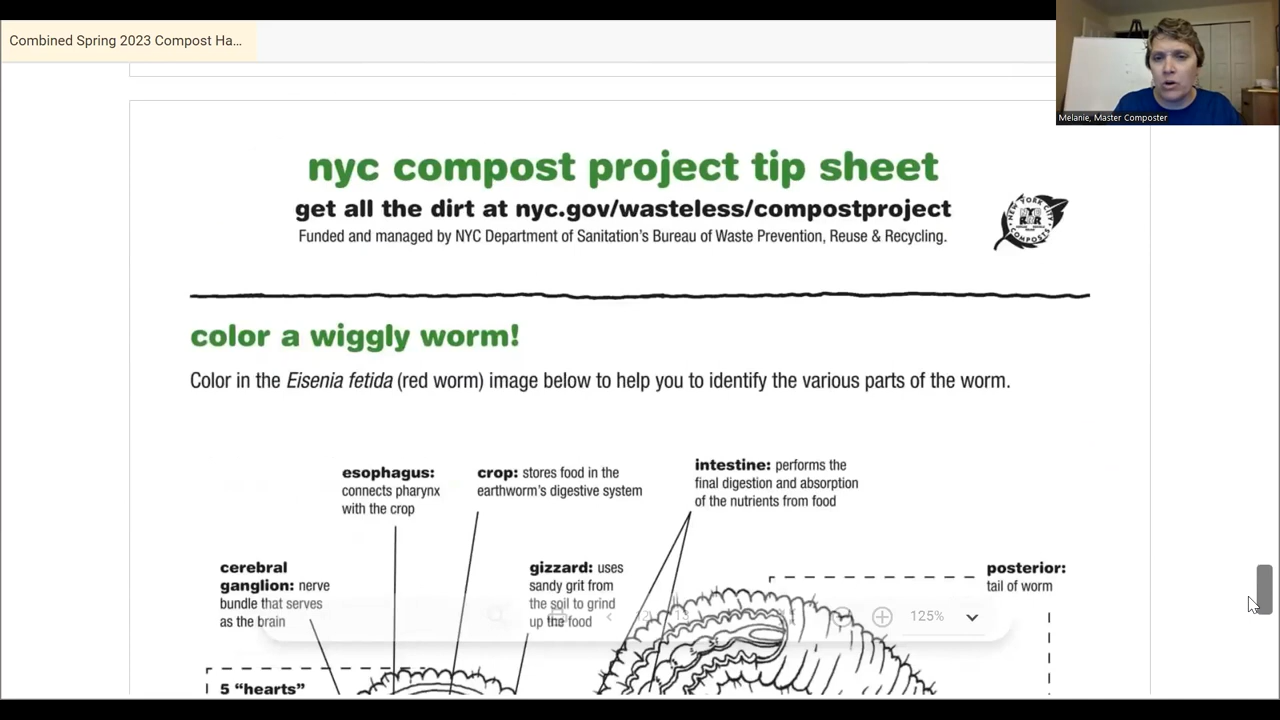 Combined Spring 2023 Compost Ha...
Melanie, Master Composter
nyc compost project tip sheet
get all the dirt at nyc.gov/wasteless/compostproject
Funded and managed by NYC Department of Sanitation's Bureau of Waste Prevention, Reuse & Recycling.
NEW YORK CITY
COMPOSTS
color a wiggly worm!
Color in the Eisenia fetida (red worm) image below to help you to identify the various parts of the worm.
esophagus:
connects pharynx
with the crop
crop: stores food in the
earthworm's digestive system
intestine: performs the
final digestion and absorption
of the nutrients from food
cerebral
ganglion: nerve
bundle that serves
as the brain
gizzard: uses
sandy grit from
the soil to grind
up the food
posterior:
tail of worm
125%
5 "hearts"